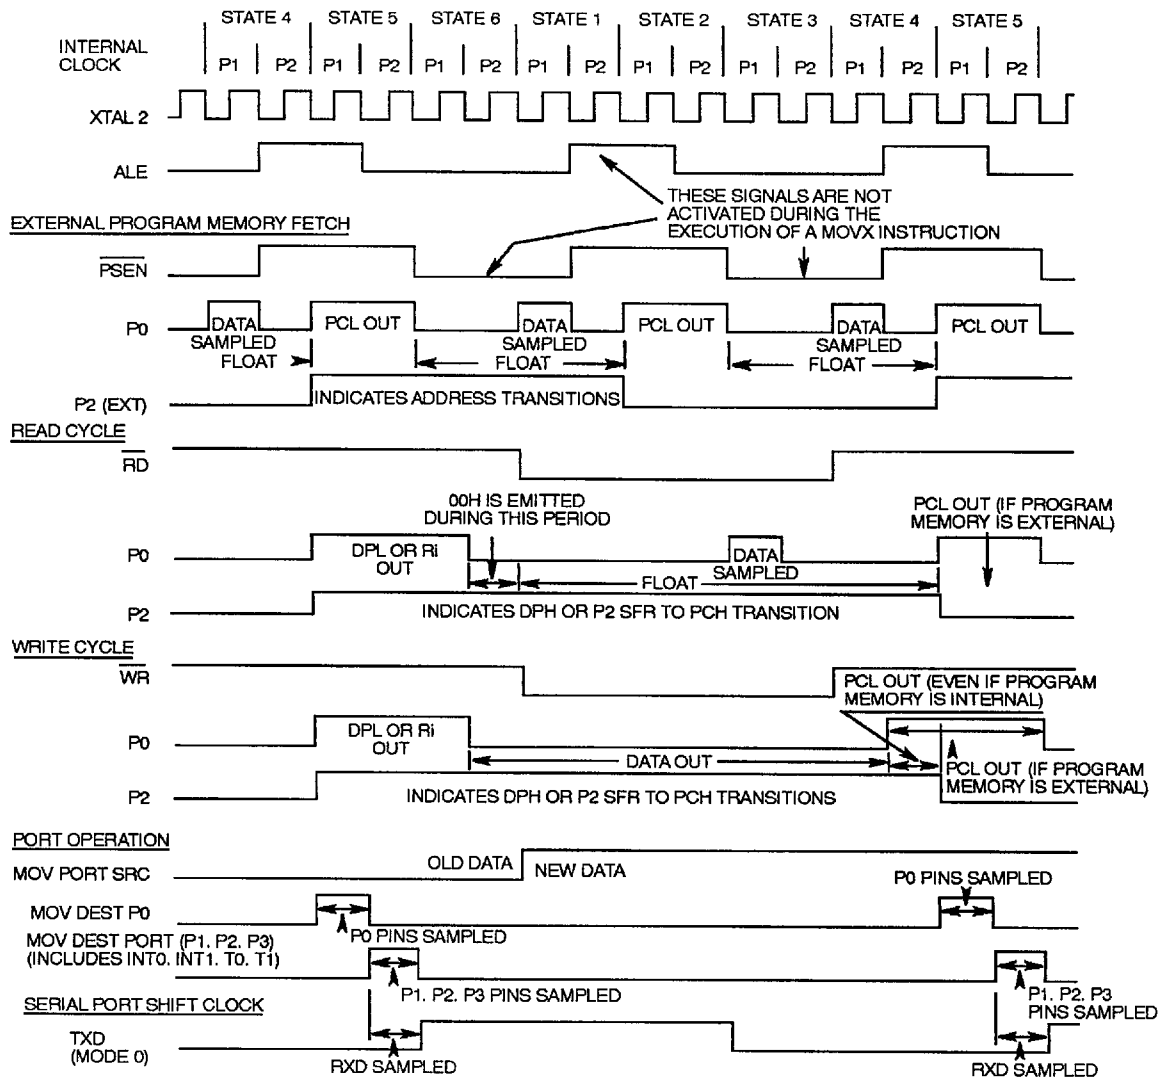 STATE 4 STATE 5 STATE 6 STATE 1 STATE 2 STATE 3 STATE 4 STATE 5
INTERNAL
CLOCK
P1 P2 P1 P2 P1 P2 P1 P2 P1 P2 P1 P2 P1 P2 P1 P2
XTAL 2
ALE
THESE SIGNALS ARE NOT
ACTIVATED DURING THE
EXECUTION OF A MOVX INSTRUCTION
EXTERNAL PROGRAM MEMORY FETCH
PSEN
P0
DATA PCL OUT DATA PCL OUT DATA PCL OUT
SAMPLED SAMPLED SAMPLED
FLOAT FLOAT FLOAT
P2 (EXT)
INDICATES ADDRESS TRANSITIONS
READ CYCLE
RD
00H IS EMITTED
DURING THIS PERIOD
PCL OUT (IF PROGRAM
MEMORY IS EXTERNAL)
P0
DPL OR Ri
OUT
DATA
SAMPLED
FLOAT
P2
INDICATES DPH OR P2 SFR TO PCH TRANSITION
WRITE CYCLE
WR
PCL OUT (EVEN IF PROGRAM
MEMORY IS INTERNAL)
P0
DPL OR Ri
OUT
DATA OUT
PCL OUT (IF PROGRAM
MEMORY IS EXTERNAL)
P2
INDICATES DPH OR P2 SFR TO PCH TRANSITIONS
PORT OPERATION
MOV PORT SRC
OLD DATA NEW DATA
P0 PINS SAMPLED
MOV DEST P0
P0 PINS SAMPLED
MOV DEST PORT (P1. P2. P3)
(INCLUDES INT0. INT1. T0. T1)
P1. P2. P3 PINS SAMPLED
P1. P2. P3
PINS SAMPLED
SERIAL PORT SHIFT CLOCK
TXD
(MODE 0)
RXD SAMPLED RXD SAMPLED